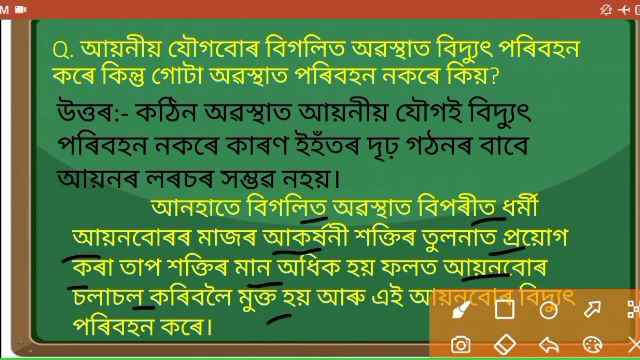 M
Q. আয়নীয় যৌগবোৰ বিগলিত অৱস্থাত বিদ্যুৎ পৰিবহন
কৰে কিন্তু গোটা অৱস্থাত পৰিবহন নকৰে কিয়?
উত্তৰ:- কঠিন অৱস্থাত আয়নীয় যৌগই বিদ্যুৎ
পৰিবহন নকৰে কাৰণ ইহঁতৰ দৃঢ় গঠনৰ বাবে
আয়নৰ লৰচৰ সম্ভৱ নহয়।
আনহাতে বিগলিত অৱস্থাত বিপৰীত ধৰ্মী
আয়নবোৰৰ মাজৰ আকৰ্ষনী শক্তিৰ তুলনাত প্ৰয়োগ
কৰা তাপ শক্তিৰ মান অধিক হয় ফলত আয়নবোৰ
চলাচল কৰিবলৈ মুক্ত হয় আৰু এই আয়নবোৰ বিদ্যুৎ
পৰিবহন কৰে।